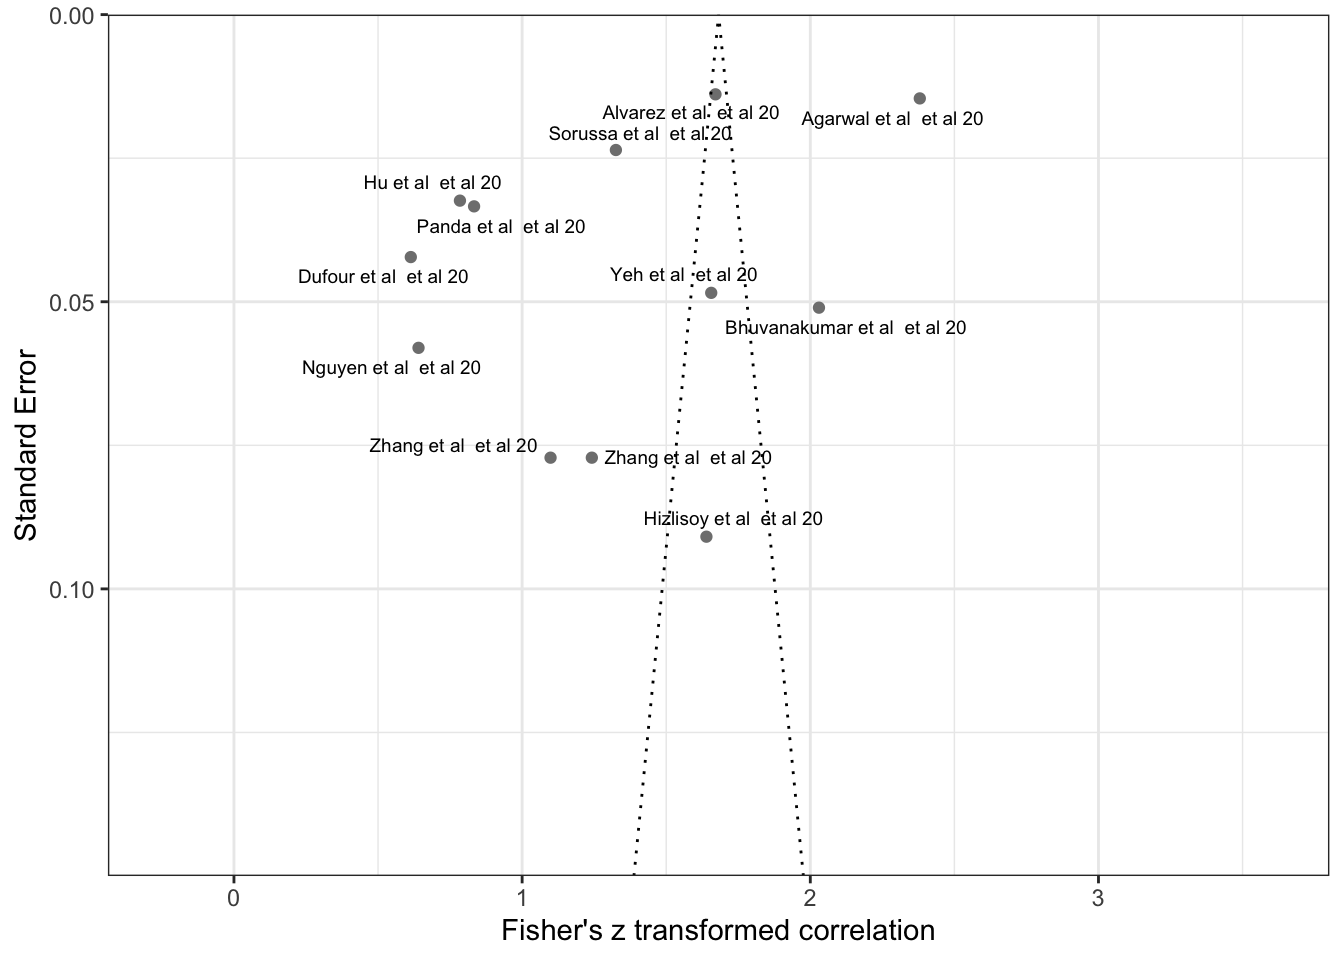 0.00
Alvarez et al  et al 20
Agarwal et al  et al 20
Sorussa et al  et al 20
Hu et al  et al 20
Panda et al  et al 20
Dufour et al  et al 20
Yeh et al  et al 20
0.05
Bhuvanakumar et al  et al 20
Nguyen et al  et al 20
Zhang et al  et al 20
Zhang et al  et al 20
Hizlisoy et al  et al 20
0.10
Standard Error
0 1 2 3
Fisher's z transformed correlation